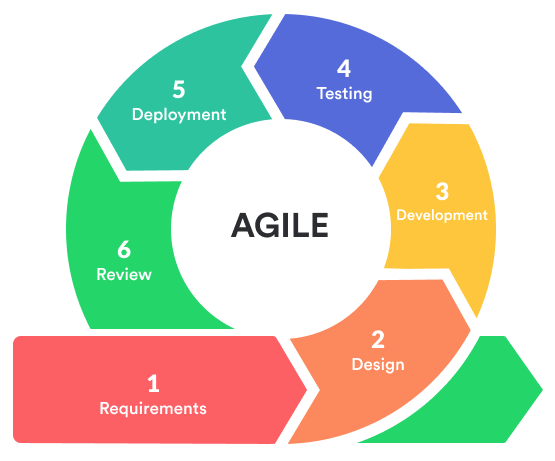 AGILE
1
Requirements
2
Design
3
Development
4
Testing
5
Deployment
6
Review